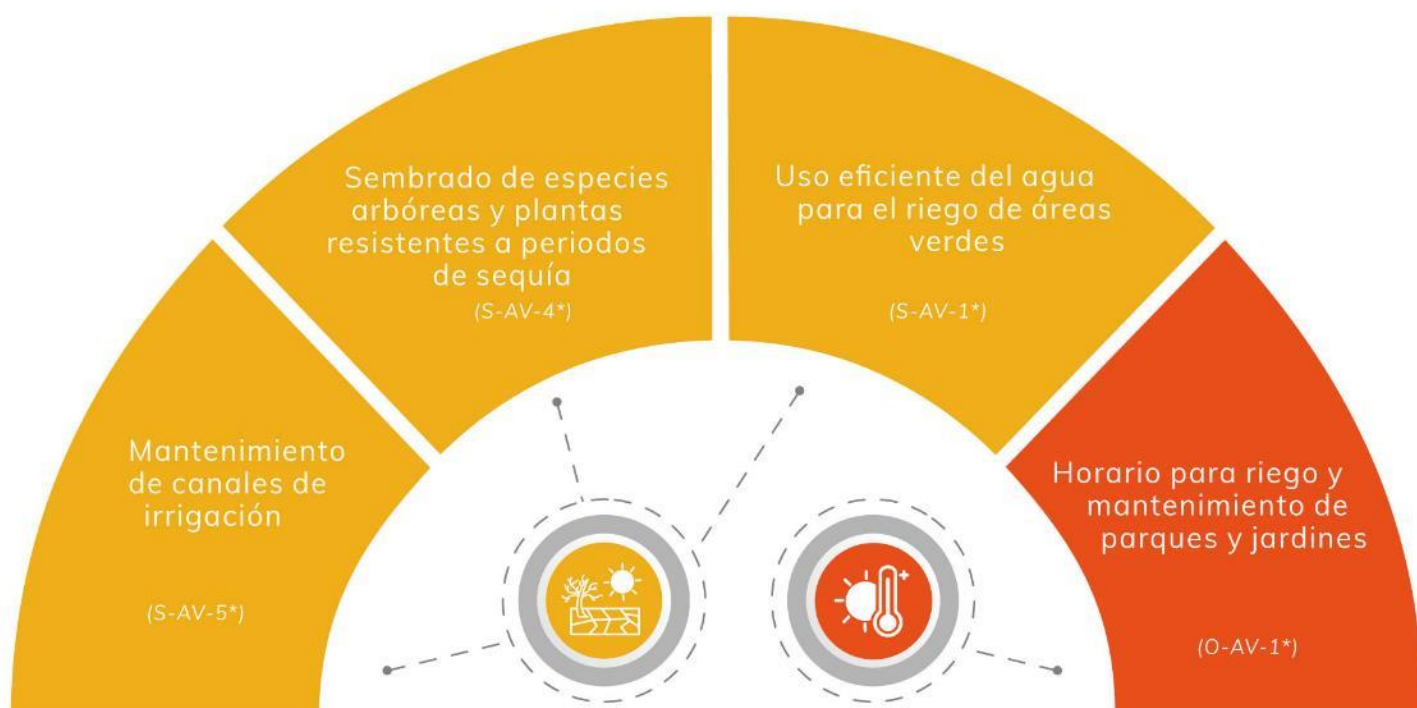 Sembrado de especies
arbóreas y plantas
resistentes a periodos
de sequía
(S-AV-4*)
Uso eficiente del agua
para el riego de áreas
verdes
(S-AV-1*)
Mantenimiento
de canales de
irrigación
(S-AV-5*)
Horario para riego y
mantenimiento de
parques y jardines
(O-AV-1*)